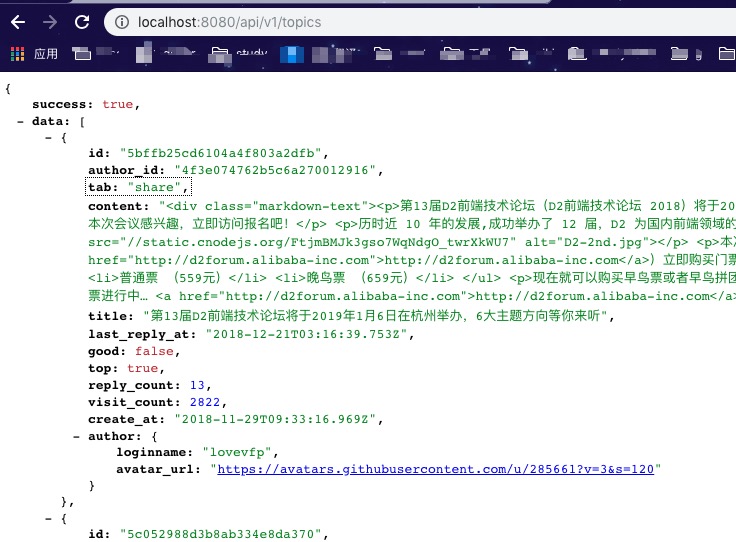 localhost:8080/api/v1/topics
应用
{
success: true,
- data: [
- {
id: "5bffb25cd6104a4f803a2dfb",
author_id: "4f3e074762b5c6a270012916",
tab: "share",
content: "<div class="markdown-text"><p>第13届D2前端技术论坛（D2前端技术论坛 2018）将于20
本次会议感兴趣，立即访问报名吧！</p> <p>历时近 10 年的发展,成功举办了 12 届，D2 为国内前端领域的
src="//static.cnodejs.org/FtjmBMJk3gso7WqNdgO_twrXkWU7" alt="D2-2nd.jpg"></p> <p>本次
href="http://d2forum.alibaba-inc.com">http://d2forum.alibaba-inc.com</a>）立即购买门票
<li>普通票 （559元）</li> <li>晚鸟票 （659元）</li> </ul> <p>现在就可以购买早鸟票或者早鸟拼团
票进行中… <a href="http://d2forum.alibaba-inc.com">http://d2forum.alibaba-inc.com</a>
title: "第13届D2前端技术论坛将于2019年1月6日在杭州举办，6大主题方向等你来听",
last_reply_at: "2018-12-21T03:16:39.753Z",
good: false,
top: true,
reply_count: 13,
visit_count: 2822,
create_at: "2018-11-29T09:33:16.969Z",
- author: {
loginname: "lovevfp",
avatar_url: "https://avatars.githubusercontent.com/u/285661?v=3&s=120"
}
},
- {
id: "5c052988d3b8ab334e8da370",